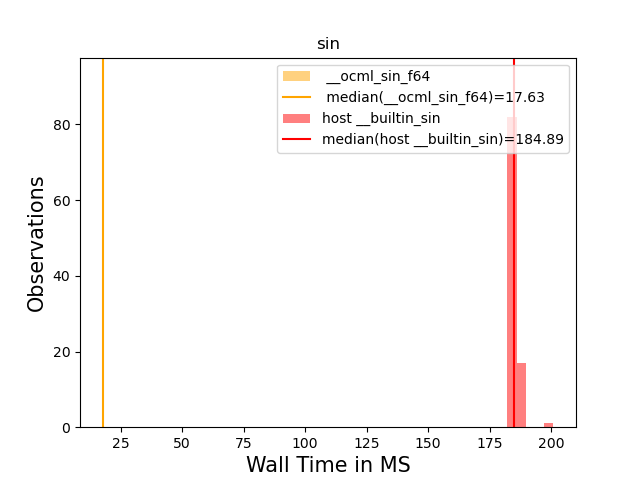 sin
__ocml_sin_f64
median(__ocml_sin_f64)=17.63
host __builtin_sin
median(host __builtin_sin)=184.89
Observations
80
60
40
20
0
25 50 75 100 125 150 175 200
Wall Time in MS